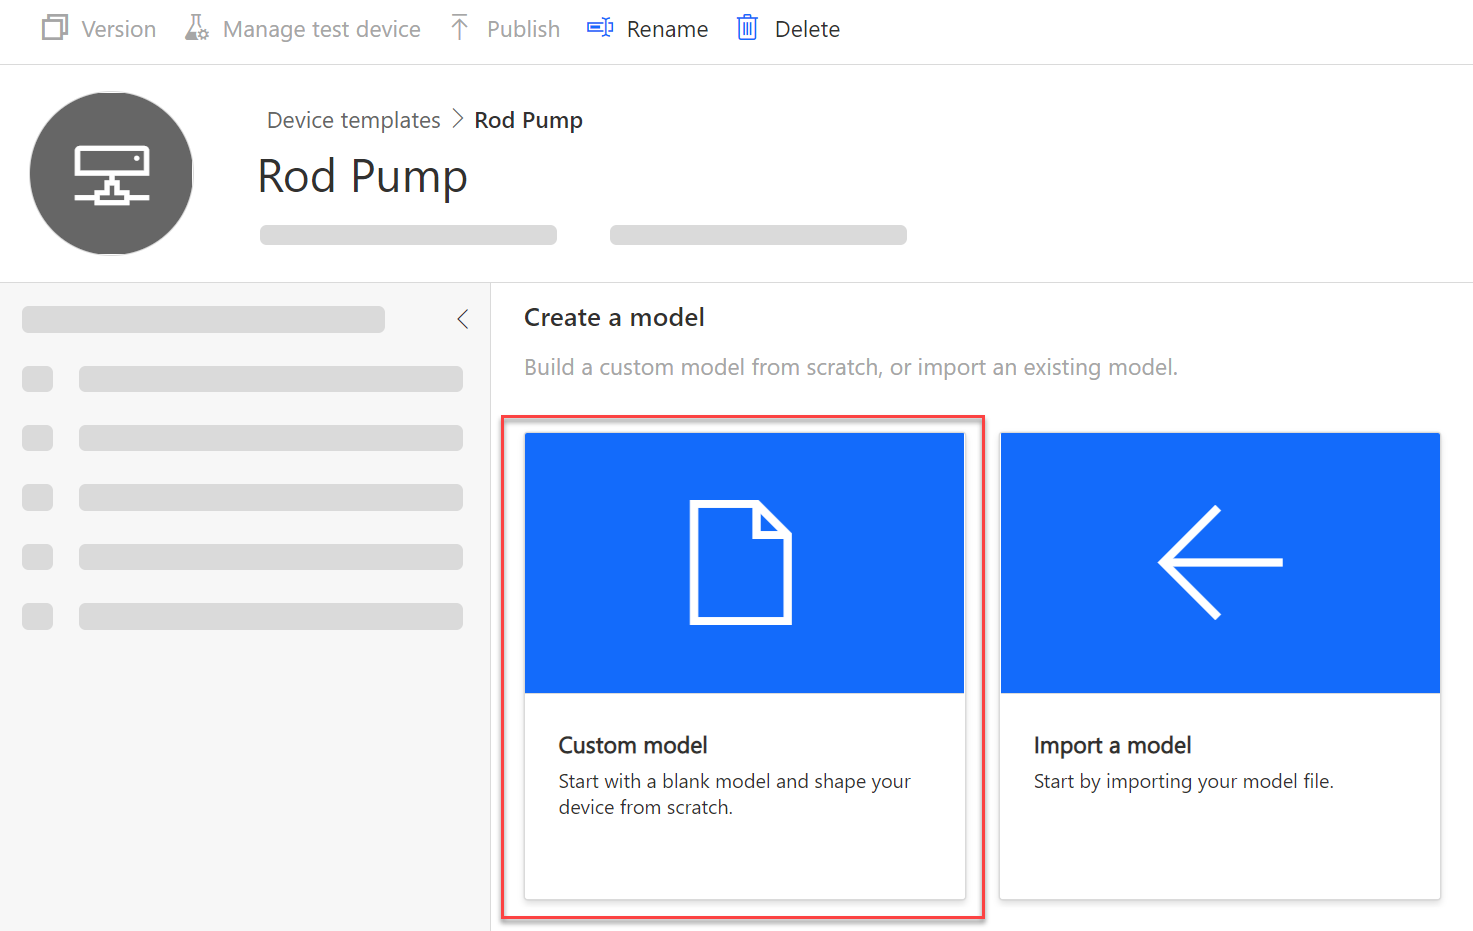 Version Manage test device Publish Rename Delete
Device templates Rod Pump
Rod Pump
Create a model
Build a custom model from scratch, or import an existing model.
Custom model
Start with a blank model and shape your
device from scratch.
Import a model
Start by importing your model file.